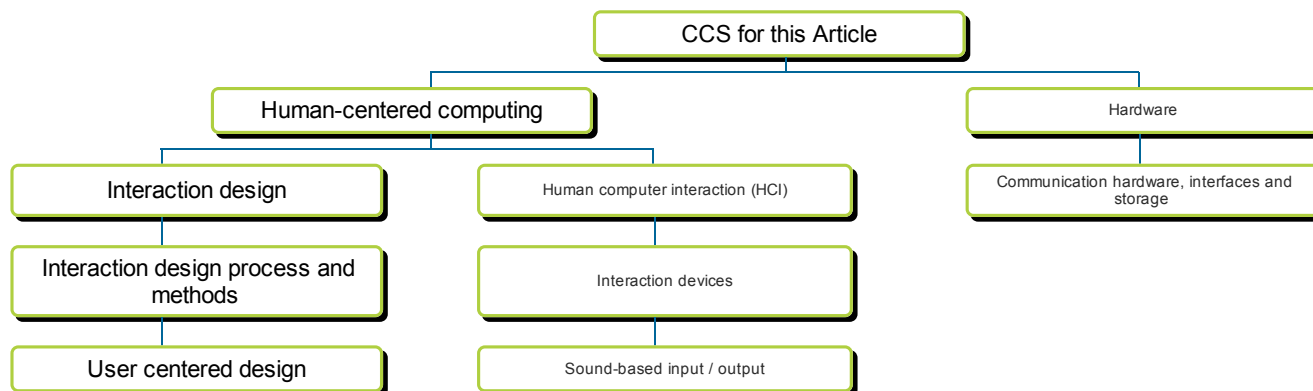 CCS for this Article
Human-centered computing
Hardware
Interaction design
Human computer interaction (HCI)
Communication hardware, interfaces and
storage
Interaction design process and
methods
Interaction devices
User centered design
Sound-based input / output